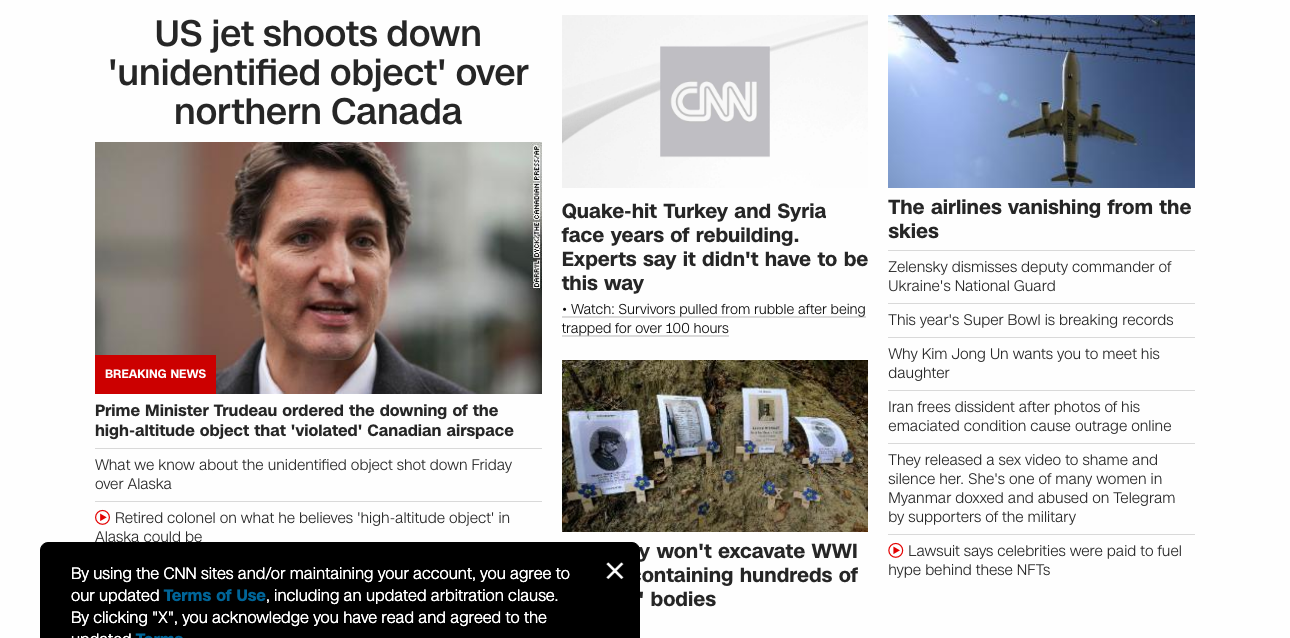 US jet shoots down
'unidentified object' over
northern Canada
DARRYL DYCK/THE CANADIAN PRESS/AP
BREAKING NEWS
Prime Minister Trudeau ordered the downing of the
high-altitude object that 'violated' Canadian airspace
What we know about the unidentified object shot down Friday
over Alaska
Retired colonel on what he believes 'high-altitude object' in
Alaska could be
By using the CNN sites and/or maintaining your account, you agree to
our updated Terms of Use, including an updated arbitration clause.
By clicking "X", you acknowledge you have read and agreed to the
updated Terms
CNN
Quake-hit Turkey and Syria
face years of rebuilding.
Experts say it didn't have to be
this way
• Watch: Survivors pulled from rubble after being
trapped for over 100 hours
y won't excavate WWI
containing hundreds of
' bodies
The airlines vanishing from the
skies
Zelensky dismisses deputy commander of
Ukraine's National Guard
This year's Super Bowl is breaking records
Why Kim Jong Un wants you to meet his
daughter
Iran frees dissident after photos of his
emaciated condition cause outrage online
They released a sex video to shame and
silence her. She's one of many women in
Myanmar doxxed and abused on Telegram
by supporters of the military
Lawsuit says celebrities were paid to fuel
hype behind these NFTs